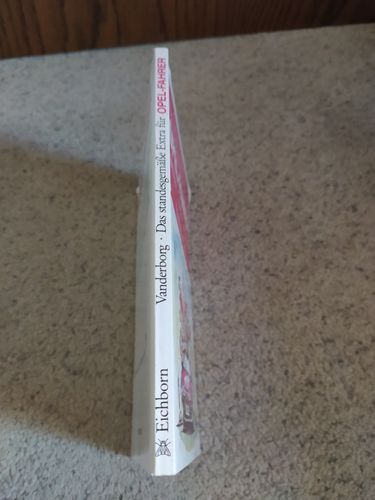 Eichborn Vanderborg · Das standesgemäße Extra für OPEL-FAHRER